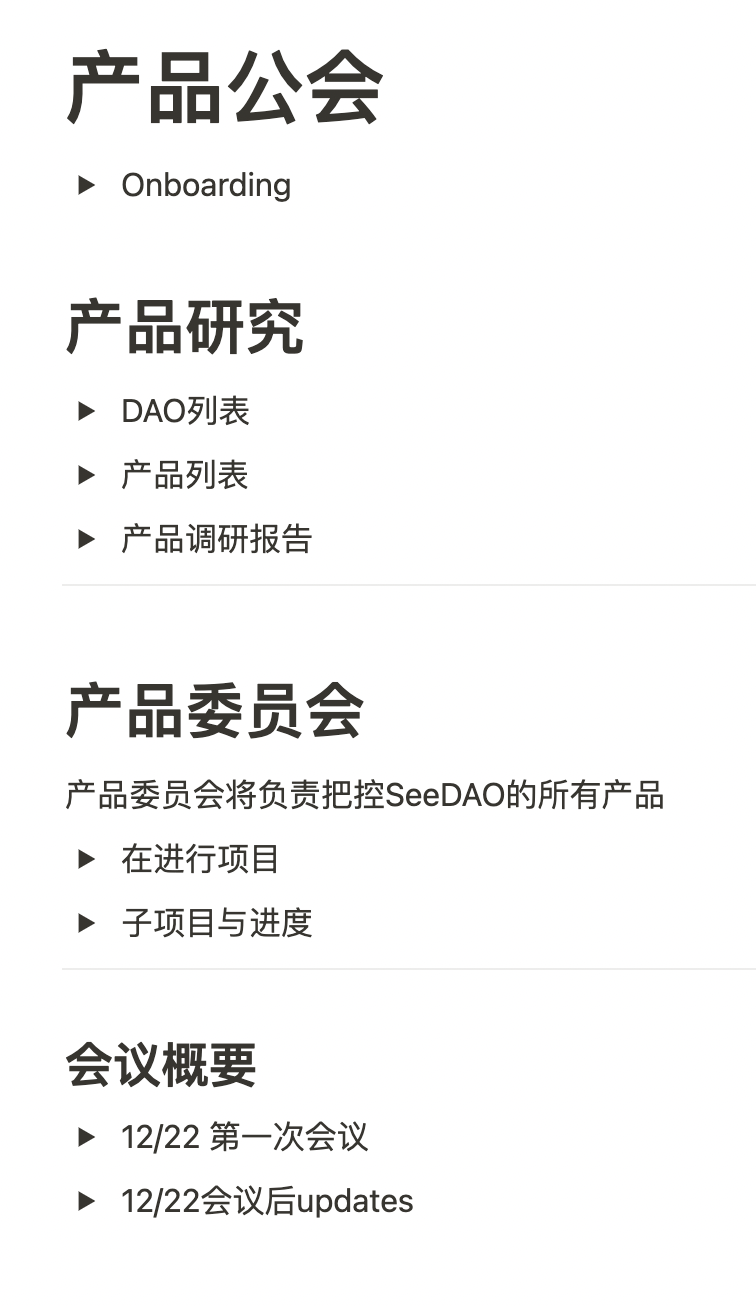 产品公会
Onboarding
产品研究
DAO列表
产品列表
产品调研报告
产品委员会
产品委员会将负责把控SeeDAO的所有产品
在进行项目
子项目与进度
会议概要
12/22 第一次会议
12/22会议后updates